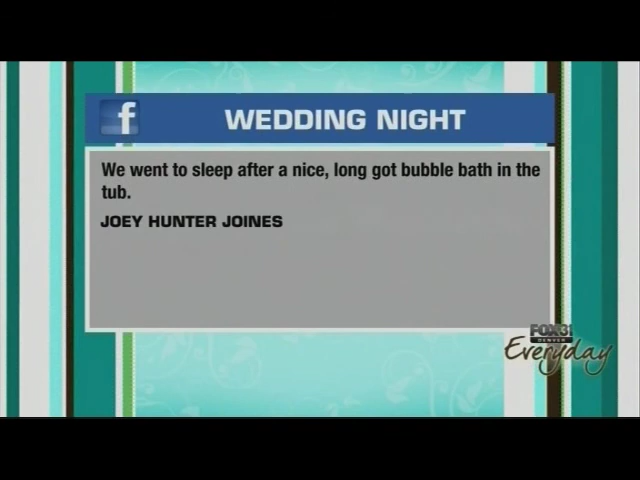 f WEDDING NIGHT
We went to sleep after a nice, long got bubble bath in the
tub.
JOEY HUNTER JOINES
FOX31
DENVER
Everyday